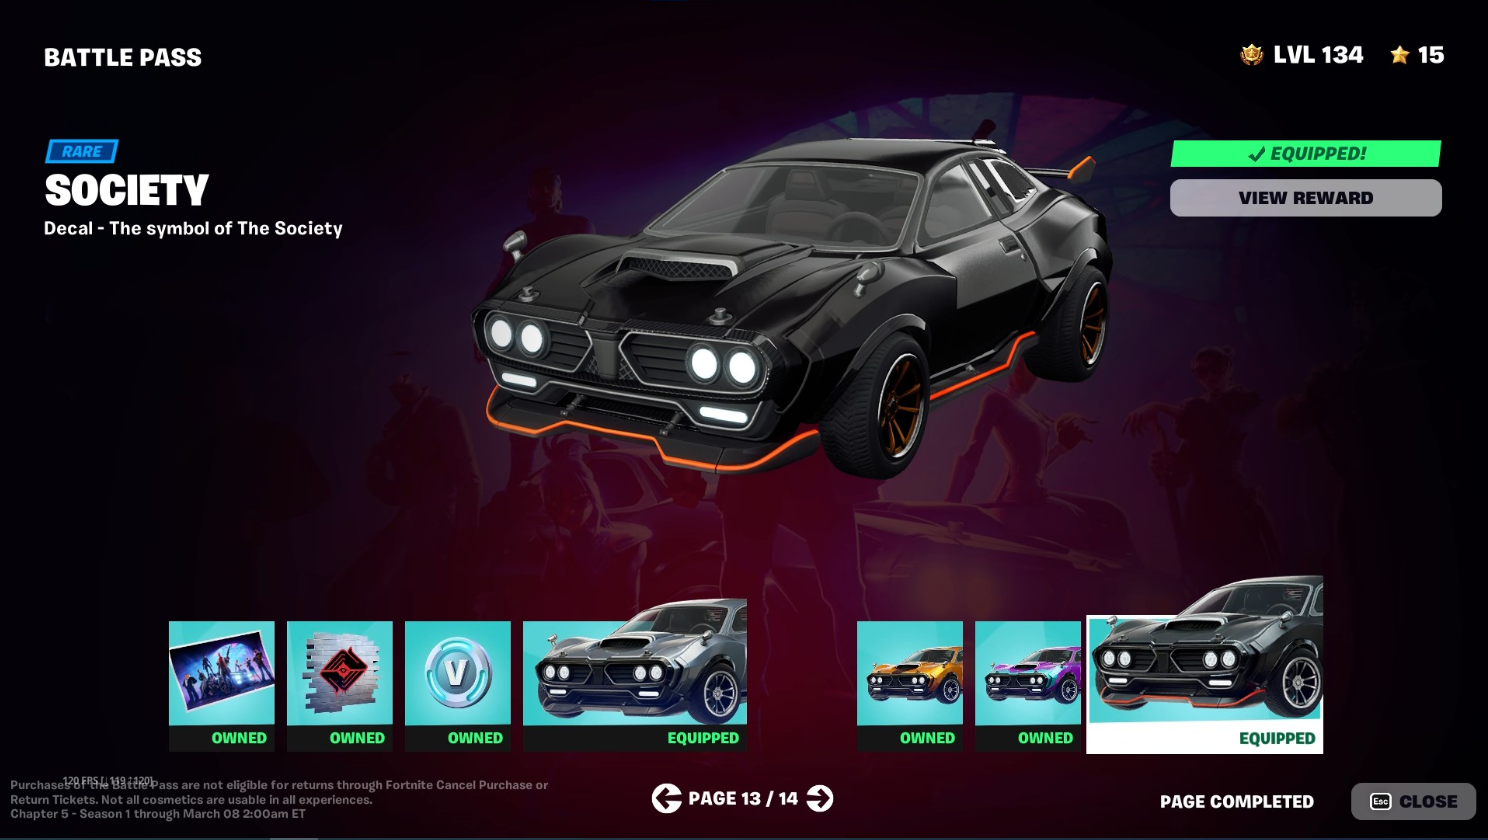 BATTLE PASS
LVL 134
15
RARE
SOCIETY
Decal - The symbol of The Society
EQUIPPED!
VIEW REWARD
V
OWNED
OWNED
OWNED
EQUIPPED
OWNED
OWNED
EQUIPPED
120 FPS [
Purchases of the Battle Pass are not eligible for returns through Fortnite Cancel Purchase or
Return Tickets. Not all cosmetics are usable in all experiences.
Chapter 5 - Season 1 through March 08 2:00am ET
PAGE 13 / 14
PAGE COMPLETED
Esc CLOSE